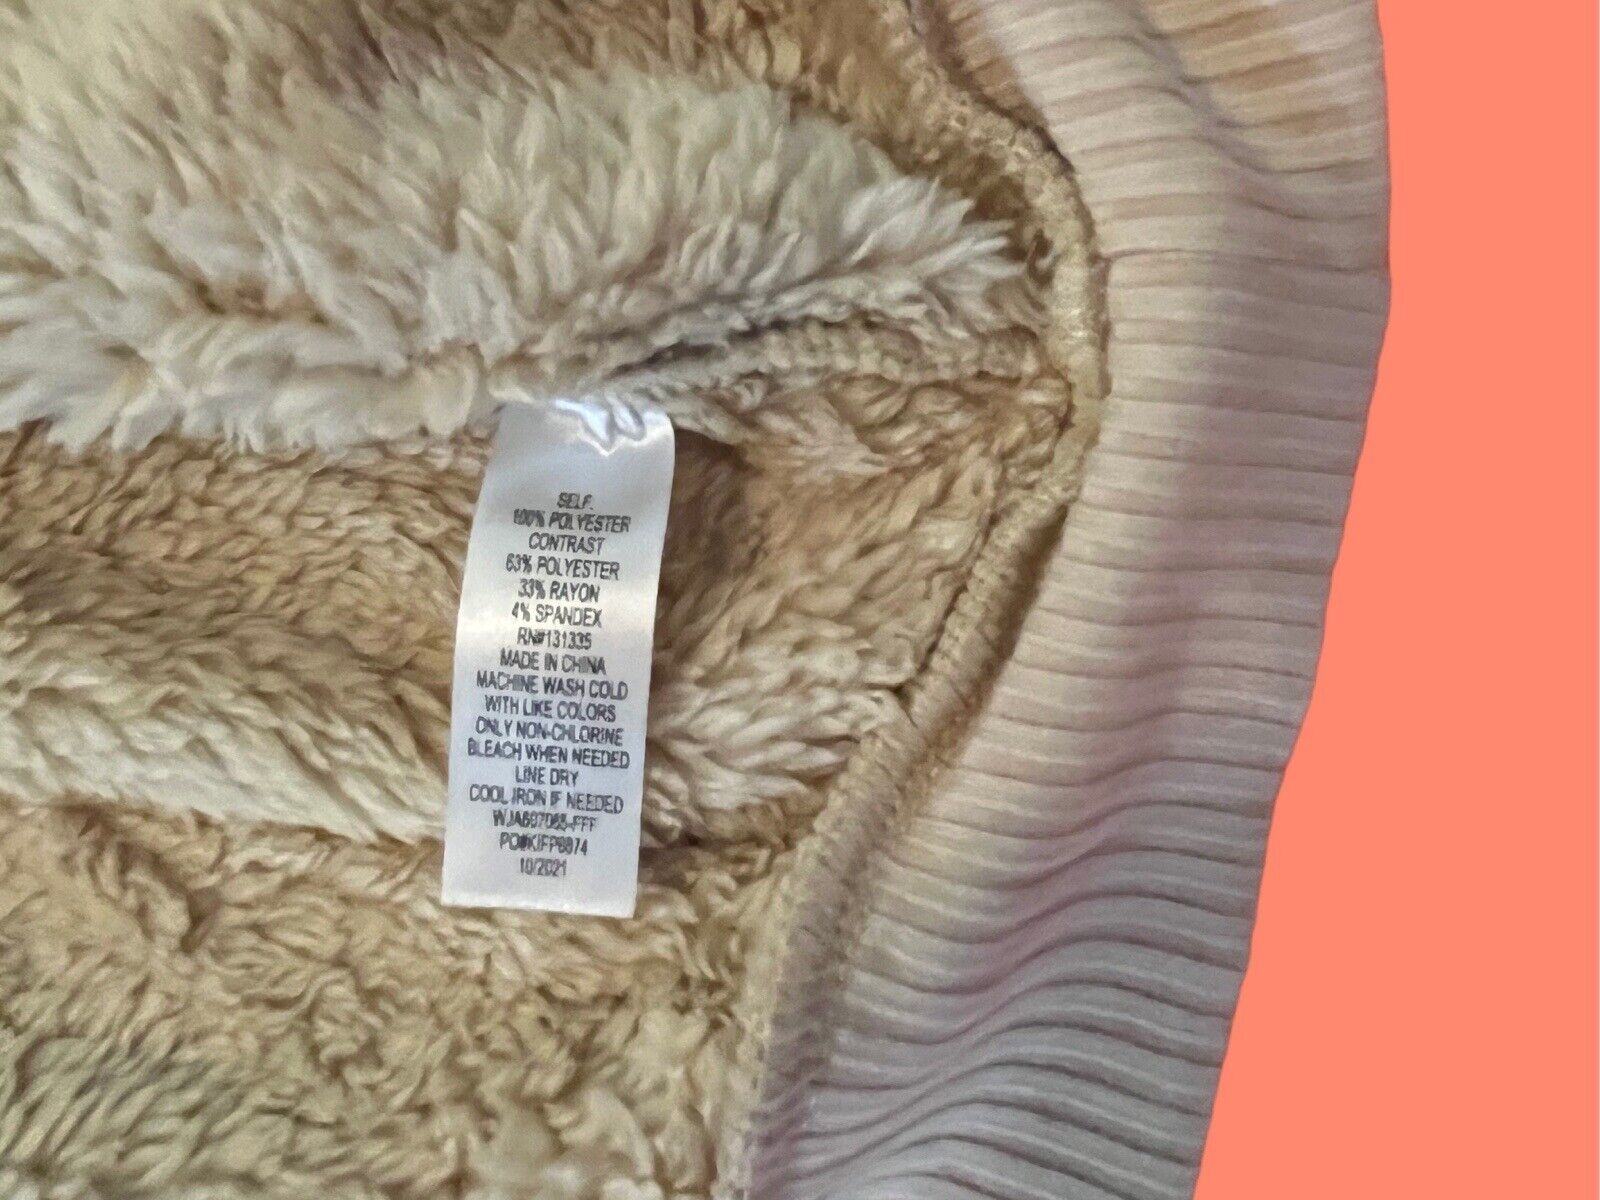 SELF.
100% POLYESTER
CONTRAST
63% POLYESTER
33% RAYON
4% SPANDEX
RN#131335
MADE IN CHINA
MACHINE WASH COLD
WITH LIKE COLORS
ONLY NON-CHLORINE
BLEACH WHEN NEEDED
LINE DRY
COOL IRON IF NEEDED
10/2021